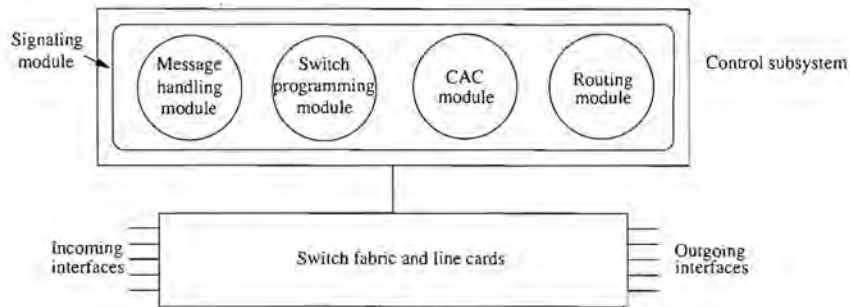 Signaling
module
Message
handling
module
Switch
programming
module
CAC
module
Routing
module
Control subsystem
Incoming
interfaces
Switch fabric and line cards
Outgoing
interfaces